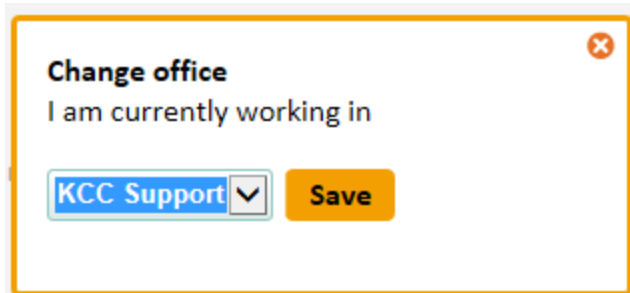 Change office
I am currently working in
KCC Support
Save